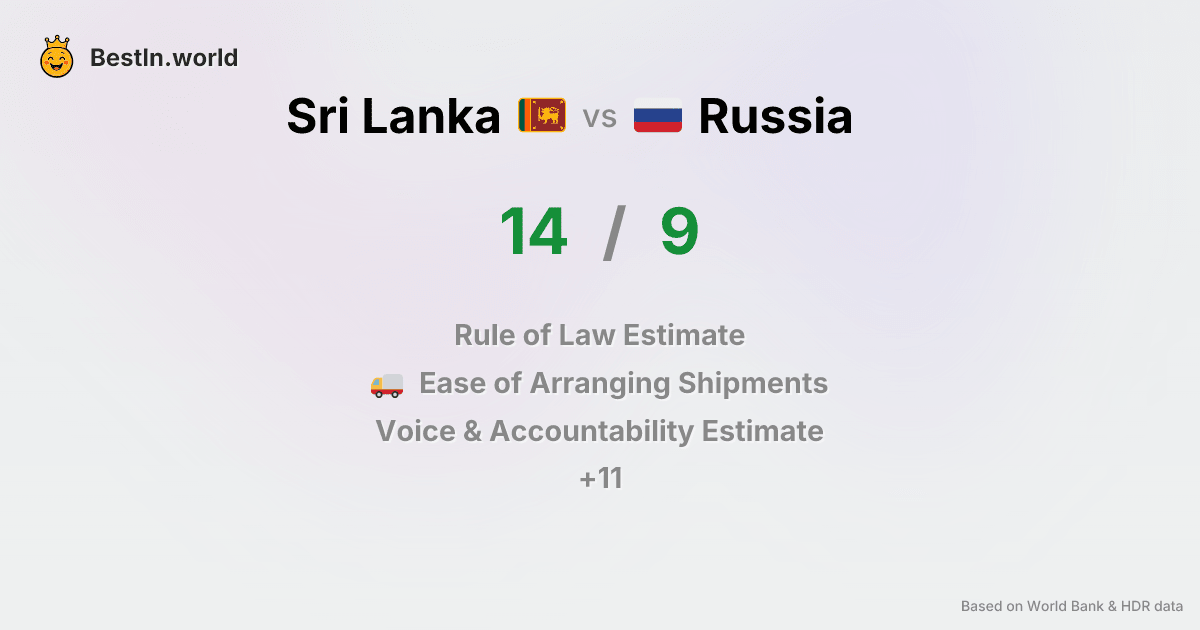 BestIn.world
Sri Lanka vs Russia
14 / 9
Rule of Law Estimate
Ease of Arranging Shipments
Voice & Accountability Estimate
+11
Based on World Bank & HDR data